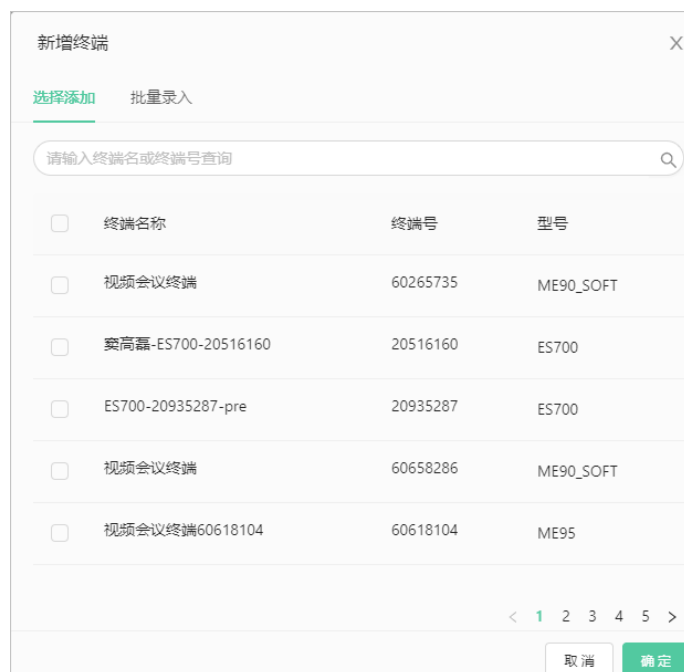 新增终端
选择添加 批量录入
请输入终端名或终端号查询
终端名称 终端号 型号
视频会议终端 60265735 ME90_SOFT
窦高磊-ES700-20516160 20516160 ES700
ES700-20935287-pre 20935287 ES700
视频会议终端 60658286 ME90_SOFT
视频会议终端60618104 60618104 ME95
< 1 2 3 4 5 >
取消 确定